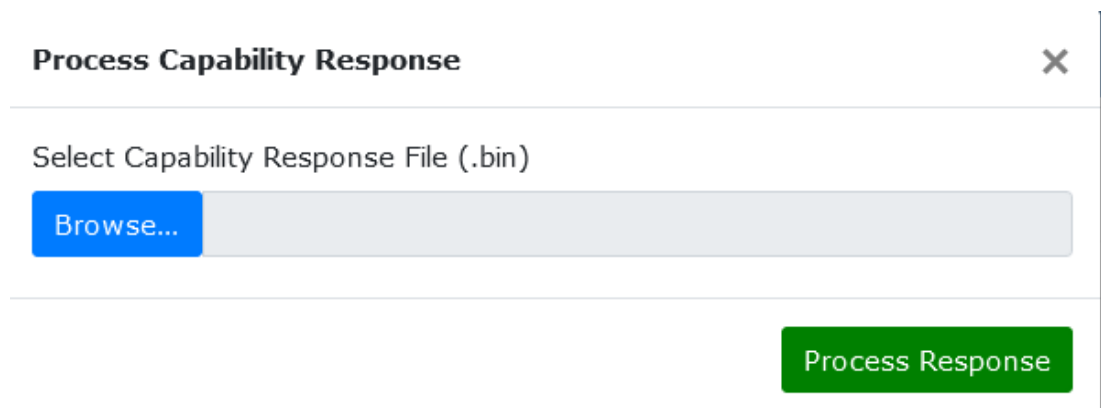 Process Capability Response
Select Capability Response File (.bin)
Browse...
Process Response